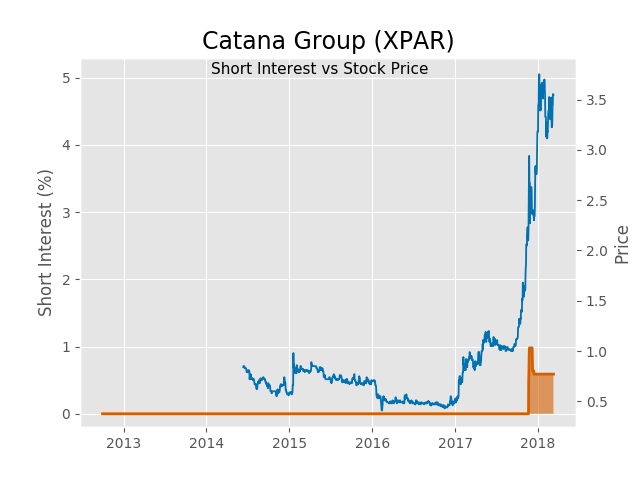 Catana Group (XPAR)
Short Interest vs Stock Price
Short Interest (%)
5
4
3
2
1
0
3.5
3.0
2.5
2.0
1.5
1.0
0.5
Price
2013 2014 2015 2016 2017 2018